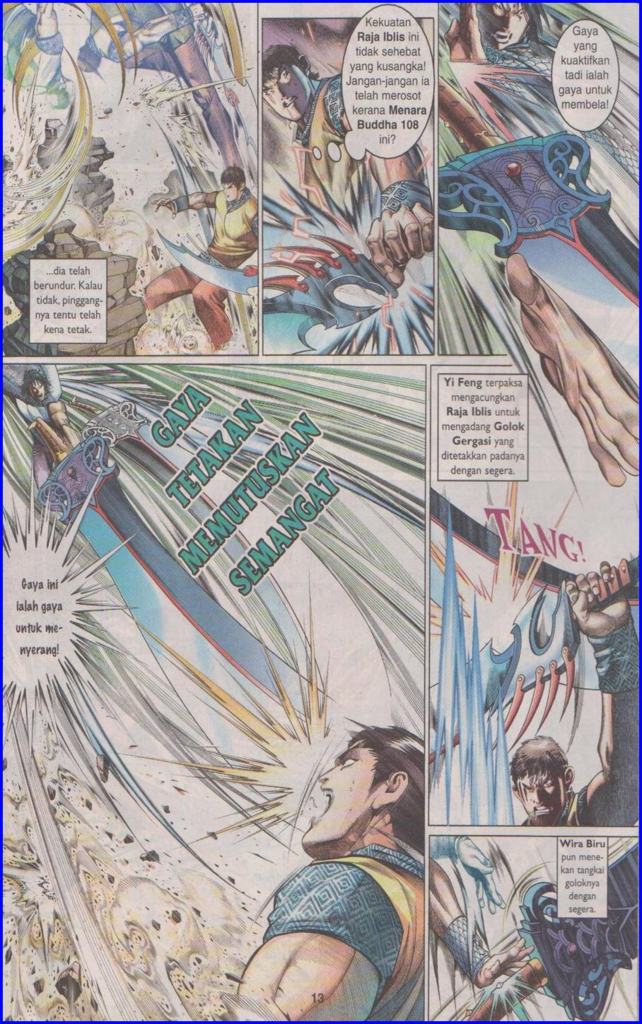 ...dia telah
berundur. Kalau
tidak, pinggang-
nya tentu telah
kena tetak.
Kekuatan
Raja Iblis ini
tidak sehebat
yang kusangka!
Jangan-jangan ia
telah merosot
kerana Menara
Buddha 108
ini?
Gaya
yang
kuaktifkan
tadi ialah
gaya untuk
membela!
GAYA
TETAKAN
MEMUTUSKAN
SEMANGAT
Gaya ini
ialah gaya
untuk me-
nyerang!
Yi Feng terpaksa
mengacungkan
Raja Iblis untuk
mengadang Golok
Gergasi yang
ditetakkan padanya
dengan segera.
TANG!
Wira Biru
pun mene-
kan tangkai
goloknya
dengan
segera.
13